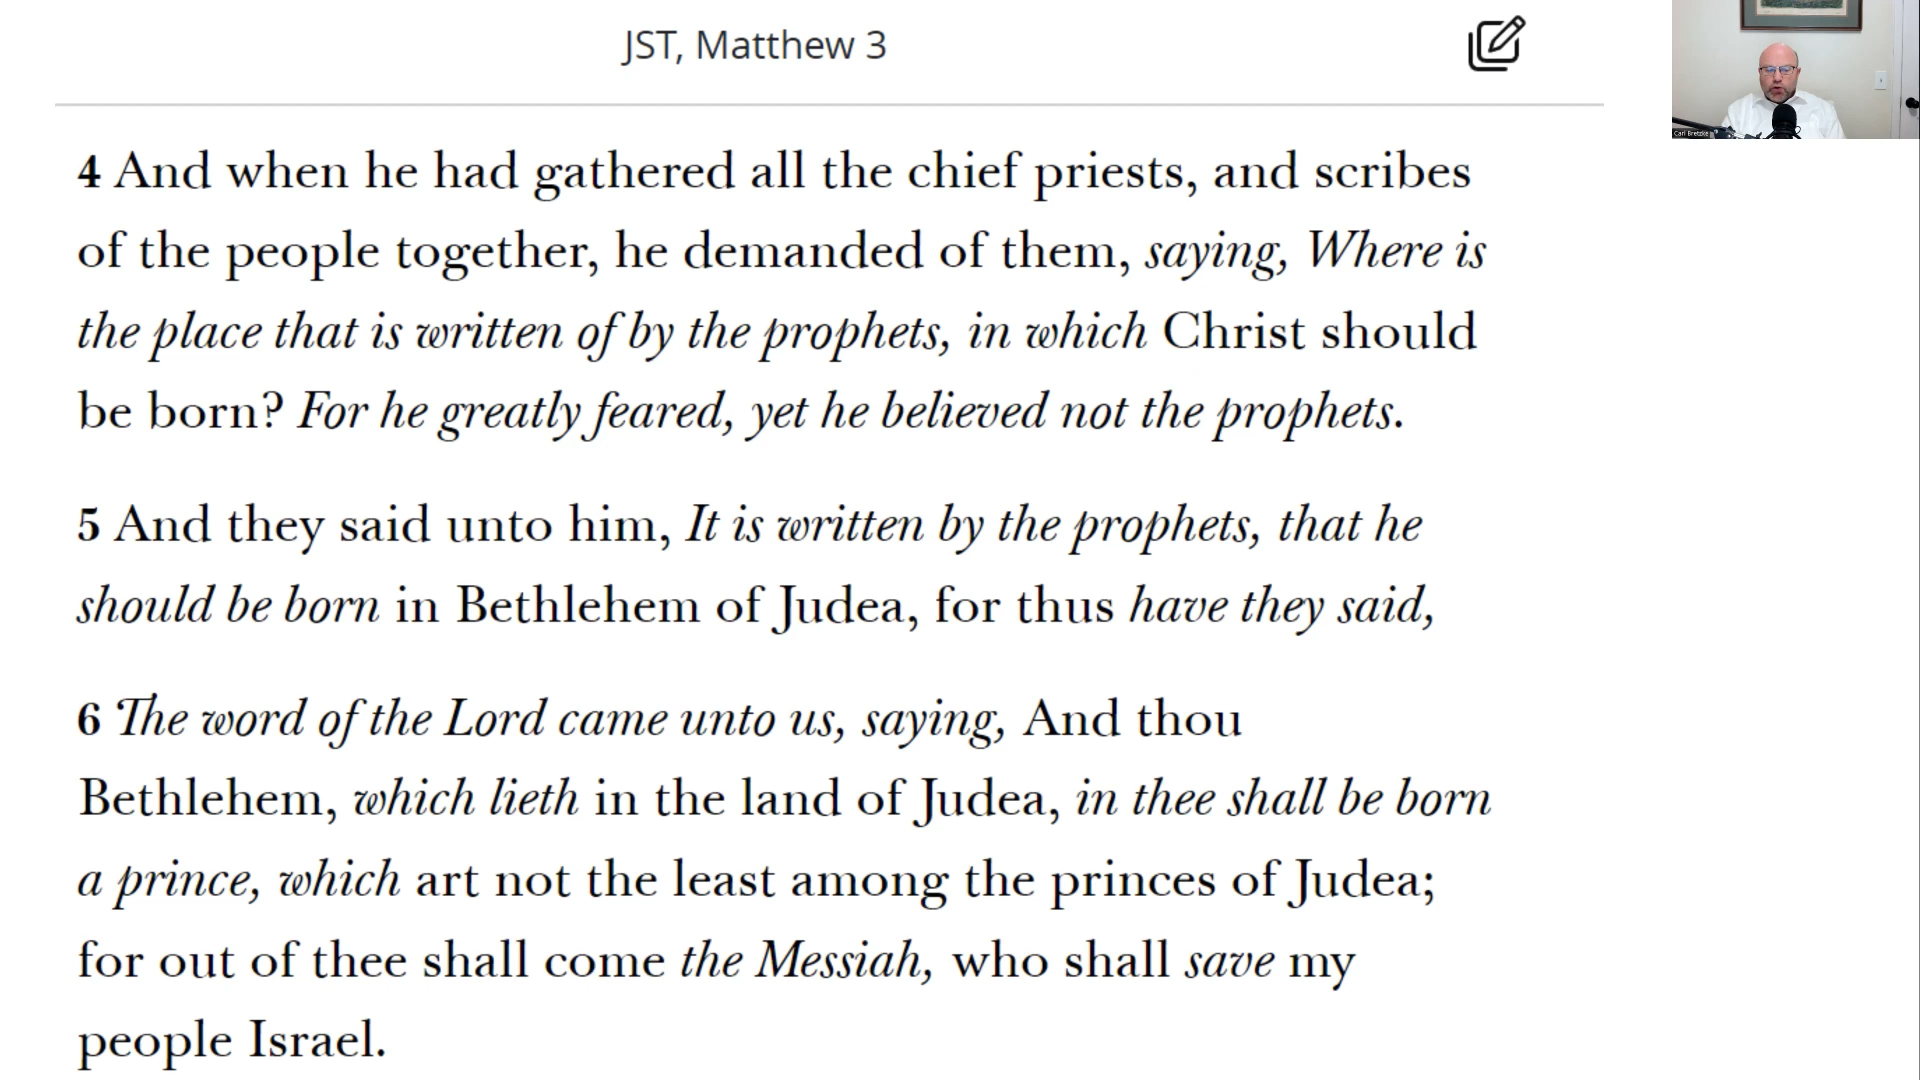 JST, Matthew 3
Carl Bretzke
4 And when he had gathered all the chief priests, and scribes
of the people together, he demanded of them, saying, Where is
the place that is written of by the prophets, in which Christ should
be born? For he greatly feared, yet he believed not the prophets.
5 And they said unto him, It is written by the prophets, that he
should be born in Bethlehem of Judea, for thus have they said,
6 The word of the Lord came unto us, saying, And thou
Bethlehem, which lieth in the land of Judea, in thee shall be born
a prince, which art not the least among the princes of Judea;
for out of thee shall come the Messiah, who shall save my
people Israel.